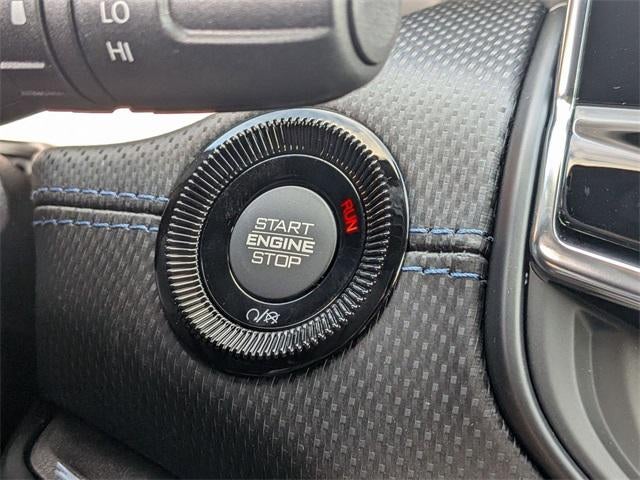 LO
HI
START
ENGINE
STOP
RUN